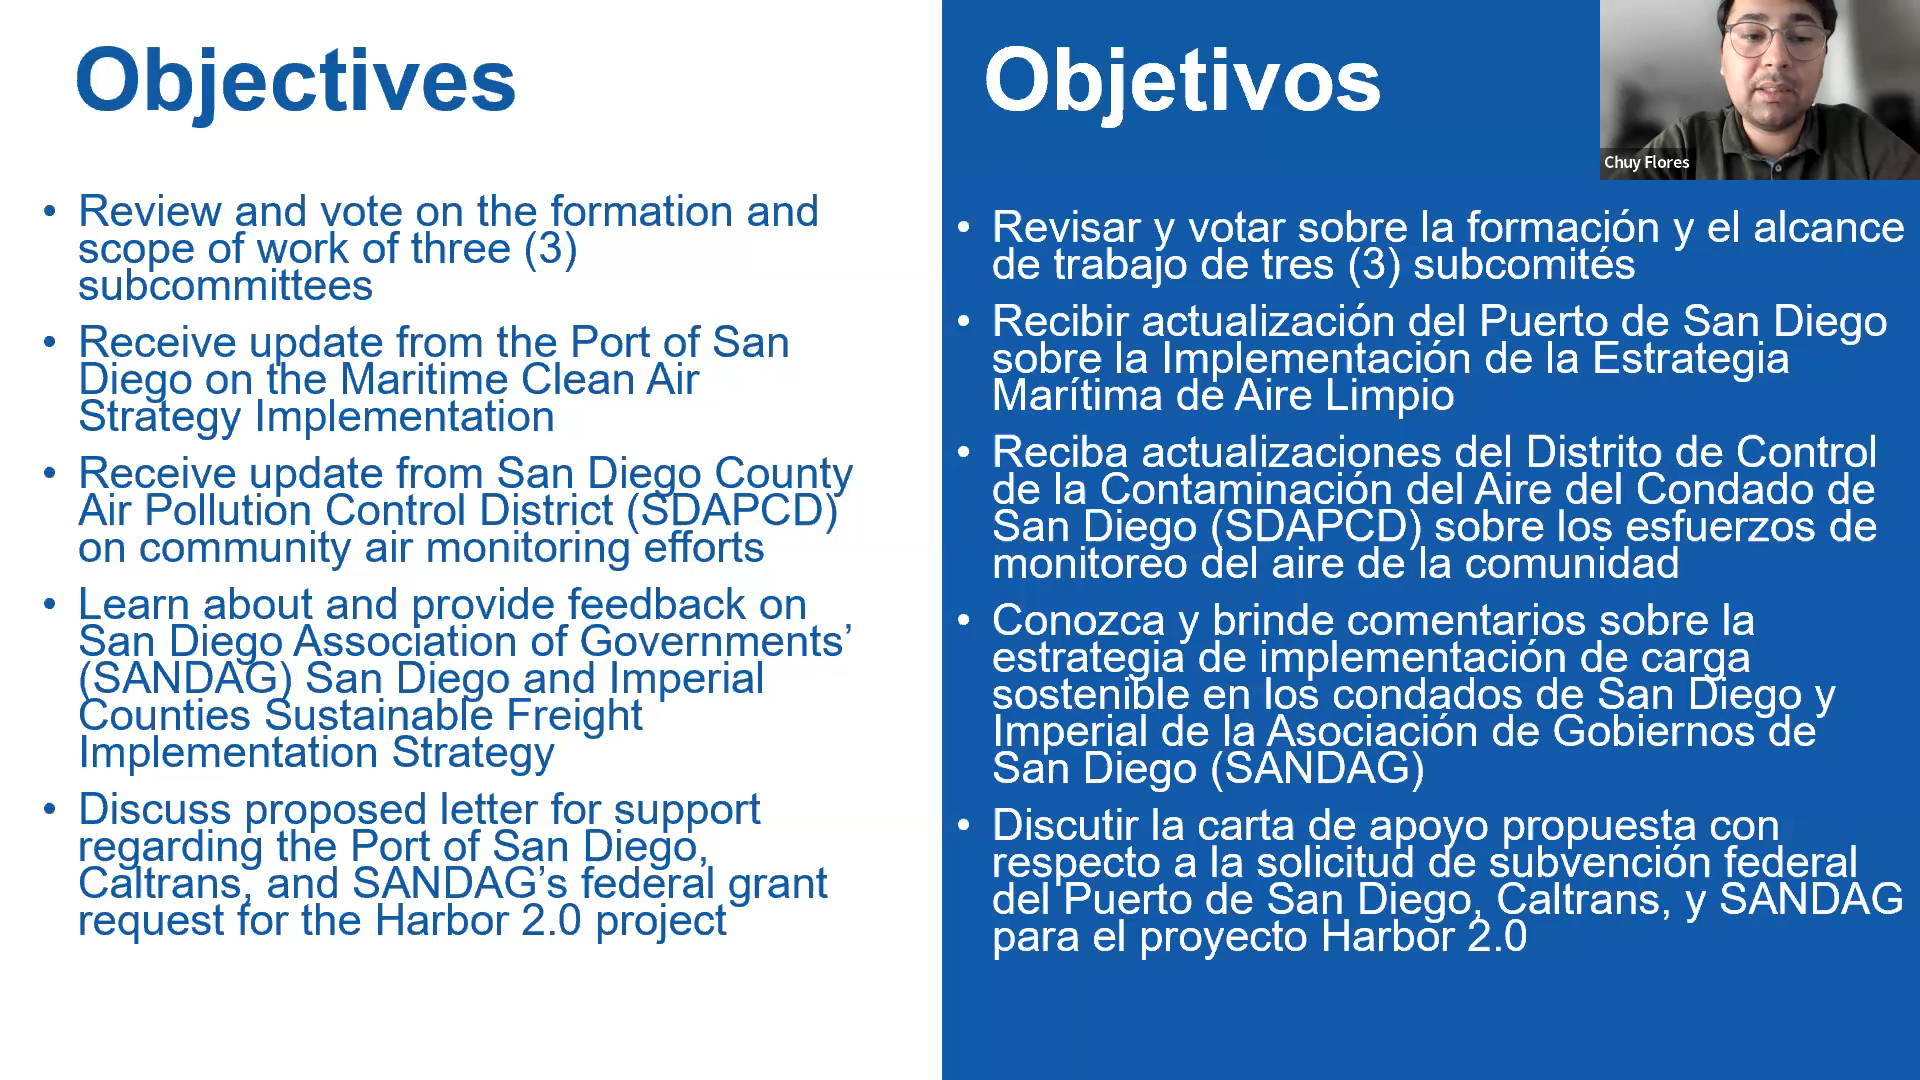 Objectives
• Review and vote on the formation and
scope of work of three (3)
subcommittees
• Receive update from the Port of San
Diego on the Maritime Clean Air
Strategy Implementation
• Receive update from San Diego County
Air Pollution Control District (SDAPCD)
on community air monitoring efforts
• Learn about and provide feedback on
San Diego Association of Governments’
(SANDAG) San Diego and Imperial
Counties Sustainable Freight
Implementation Strategy
• Discuss proposed letter for support
regarding the Port of San Diego,
Caltrans, and SANDAG’s federal grant
request for the Harbor 2.0 project
Objetivos
• Revisar y votar sobre la formación y el alcance
de trabajo de tres (3) subcomités
• Recibir actualización del Puerto de San Diego
sobre la Implementación de la Estrategia
Marítima de Aire Limpio
• Reciba actualizaciones del Distrito de Control
de la Contaminación del Aire del Condado de
San Diego (SDAPCD) sobre los esfuerzos de
monitoreo del aire de la comunidad
• Conozca y brinde comentarios sobre la
estrategia de implementación de carga
sostenible en los condados de San Diego y
Imperial de la Asociación de Gobiernos de
San Diego (SANDAG)
• Discutir la carta de apoyo propuesta con
respecto a la solicitud de subvención federal
del Puerto de San Diego, Caltrans, y SANDAG
para el proyecto Harbor 2.0
Chuy Flores